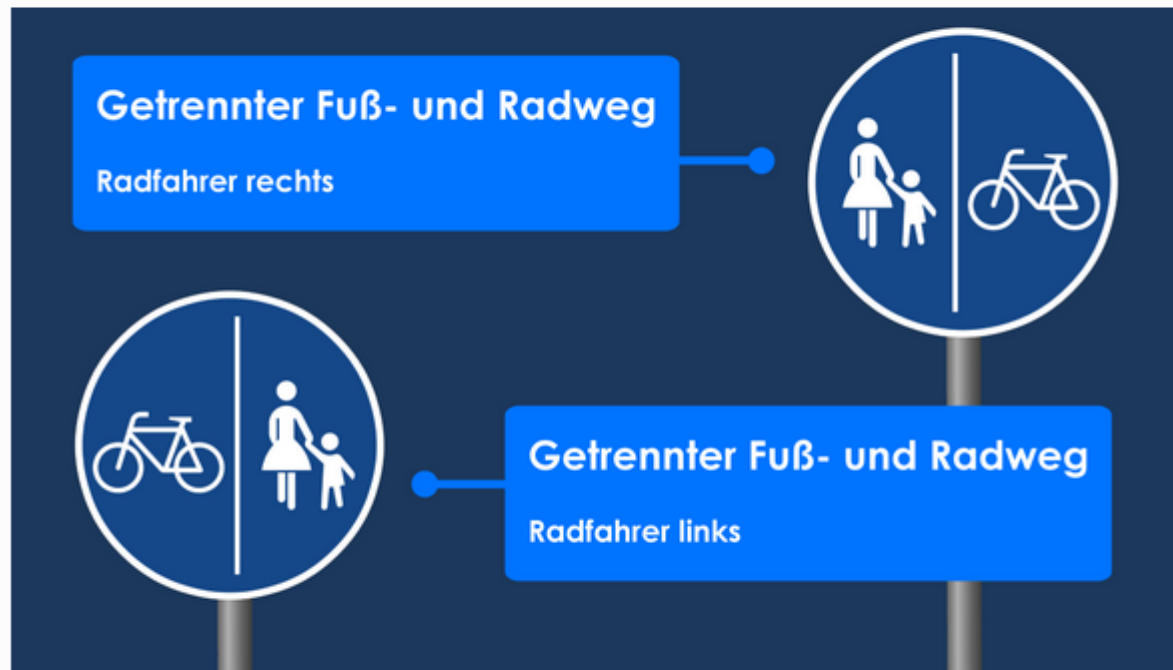 Getrennter Fuß- und Radweg
Radfahrer rechts
Getrennter Fuß- und Radweg
Radfahrer links